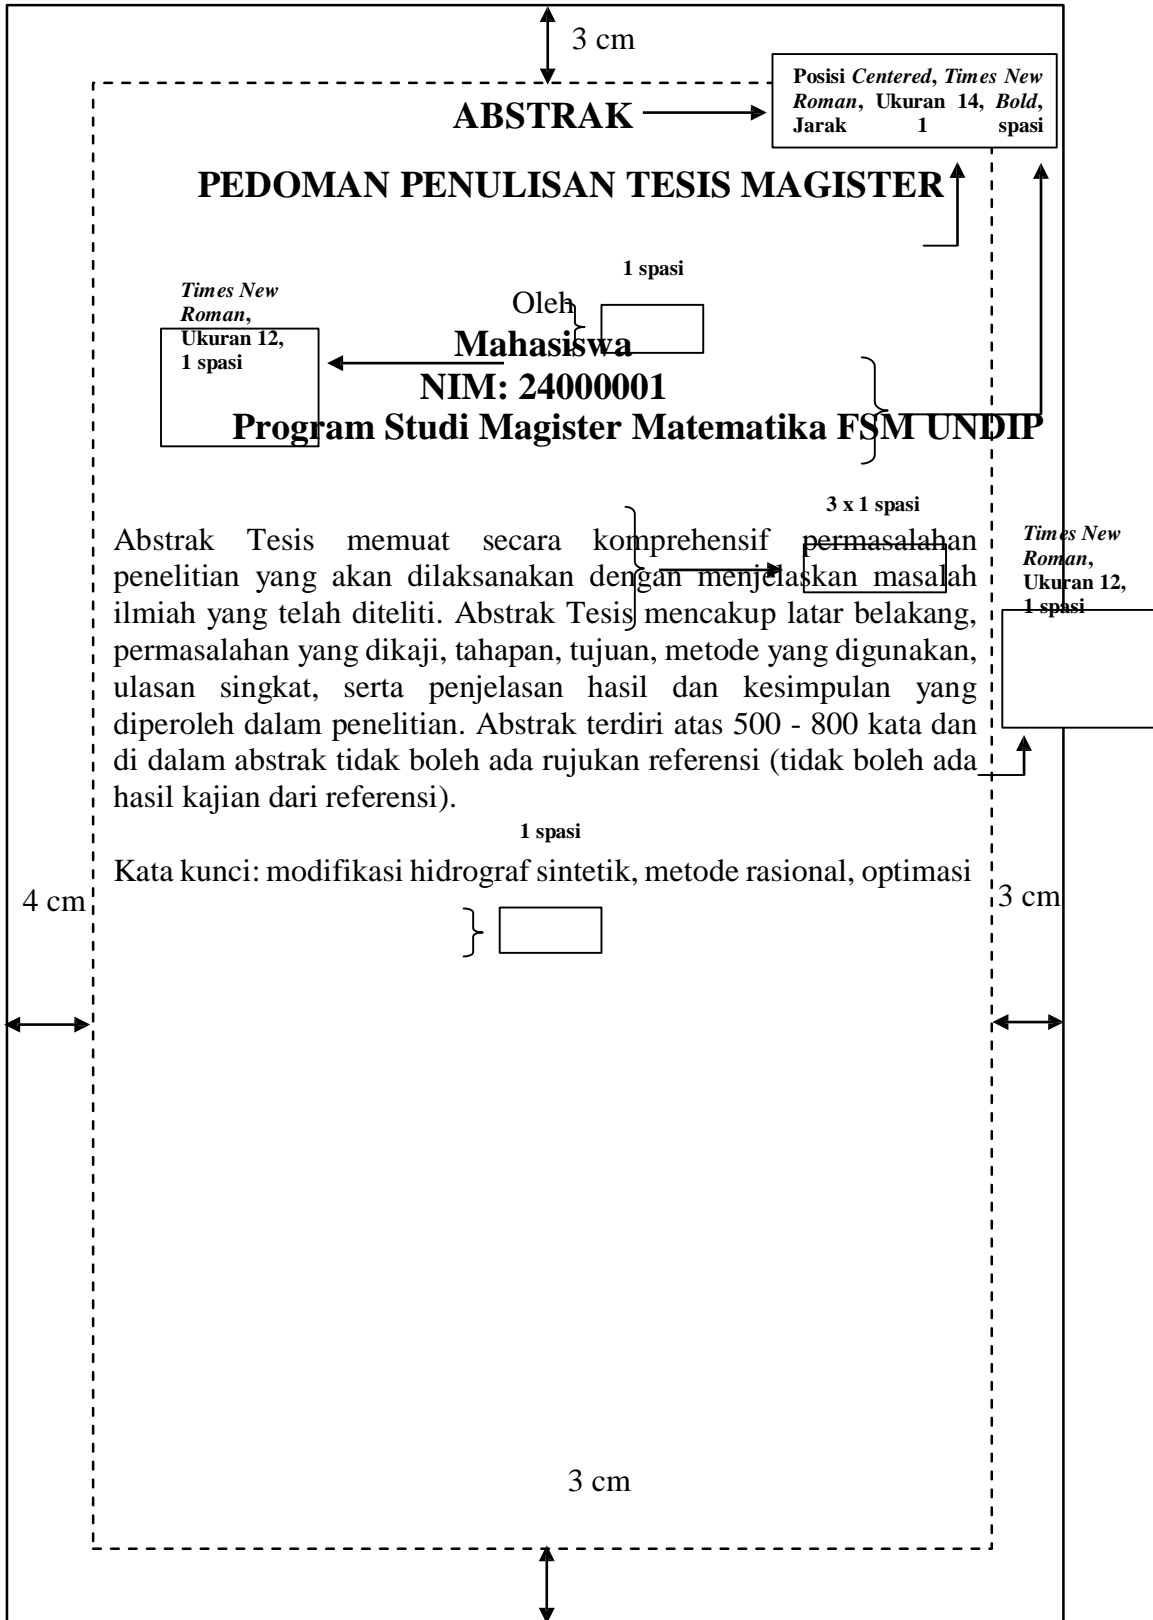 3 cm
Posisi Centered, Times New
Roman, Ukuran 14, Bold,
Jarak 1 spasi
ABSTRAK
PEDOMAN PENULISAN TESIS MAGISTER
1 spasi
Times New
Roman,
Ukuran 12,
1 spasi
Oleh
Mahasiswa
NIM: 24000001
Program Studi Magister Matematika FSM UNDIP
3 x 1 spasi
Times New
Roman,
Ukuran 12,
1 spasi
Abstrak Tesis memuat secara komprehensif permasalahan
penelitian yang akan dilaksanakan dengan menjelaskan masalah
ilmiah yang telah diteliti. Abstrak Tesis mencakup latar belakang,
permasalahan yang dikaji, tahapan, tujuan, metode yang digunakan,
ulasan singkat, serta penjelasan hasil dan kesimpulan yang
diperoleh dalam penelitian. Abstrak terdiri atas 500 - 800 kata dan
di dalam abstrak tidak boleh ada rujukan referensi (tidak boleh ada
hasil kajian dari referensi).
1 spasi
Kata kunci: modifikasi hidrograf sintetik, metode rasional, optimasi
4 cm
3 cm
3 cm